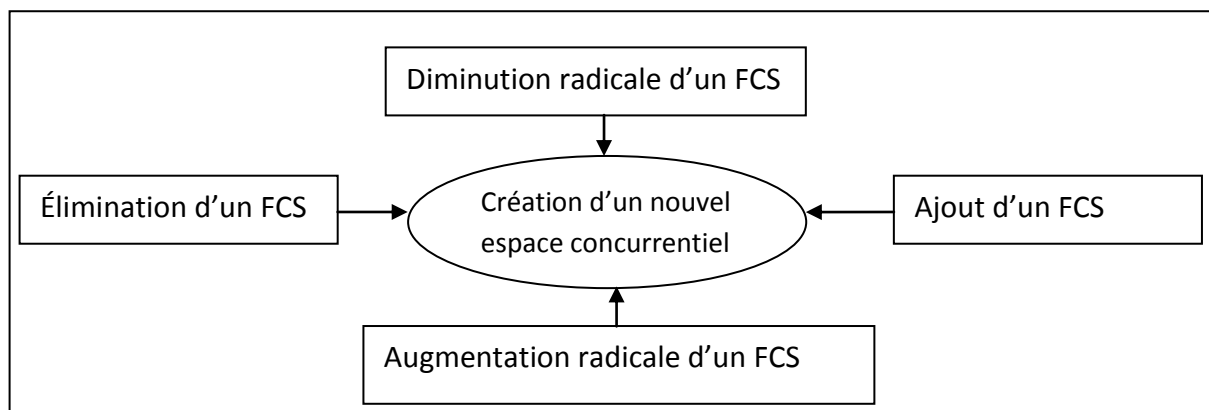 Diminution radicale d’un FCS
Élimination d’un FCS
Création d’un nouvel
espace concurrentiel
Ajout d’un FCS
Augmentation radicale d’un FCS